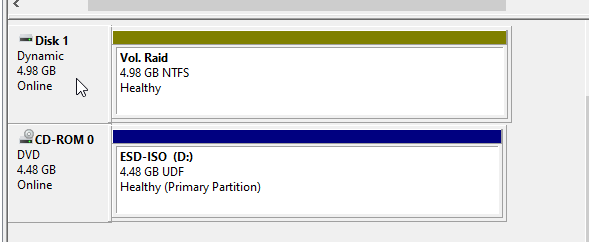 Disk 1
Dynamic
4.98 GB
Online
Vol. Raid
4.98 GB NTFS
Healthy
CD-ROM 0
DVD
4.48 GB
Online
ESD-ISO (D:)
4.48 GB UDF
Healthy (Primary Partition)